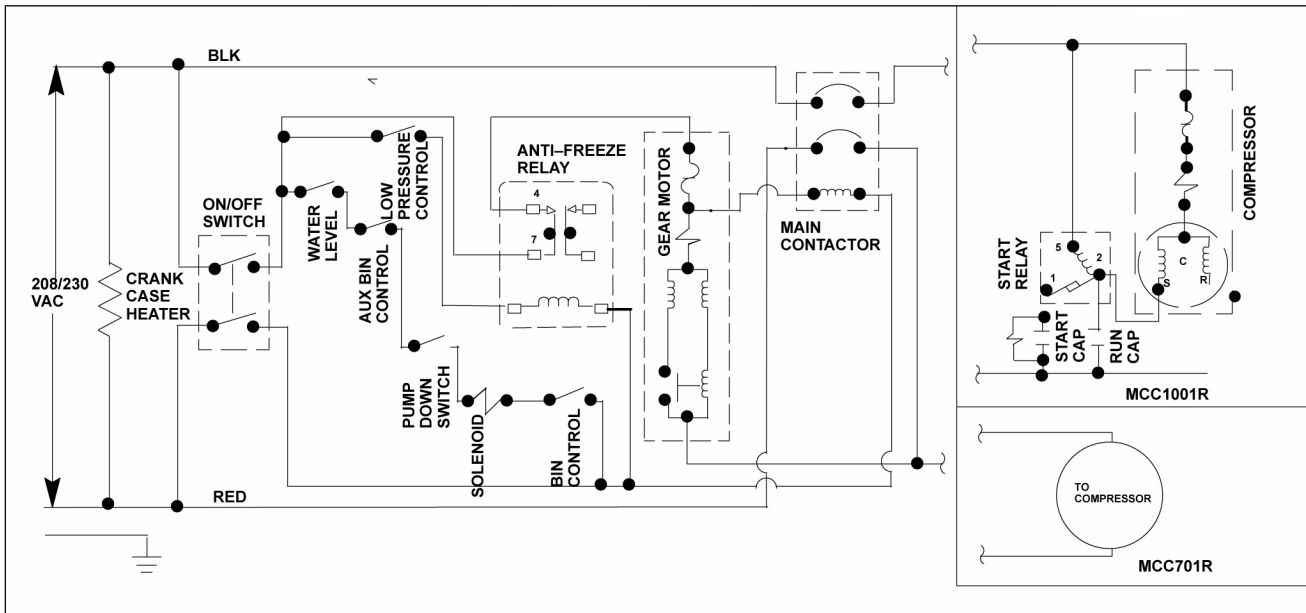 BLK
208/230
VAC
CRANK
CASE
HEATER
ON/OFF
SWITCH
WATER
LEVEL
AUX BIN
CONTROL
LOW
PRESSURE
CONTROL
PUMP
DOWN
SWITCH
SOLENOID
BIN
CONTROL
ANTI–FREEZE
RELAY
4
7
GEAR MOTOR
MAIN
CONTACTOR
RED
COMPRESSOR
START
RELAY
5
2
1
C
S
R
START
CAP
RUN
CAP
MCC1001R
TO
COMPRESSOR
MCC701R